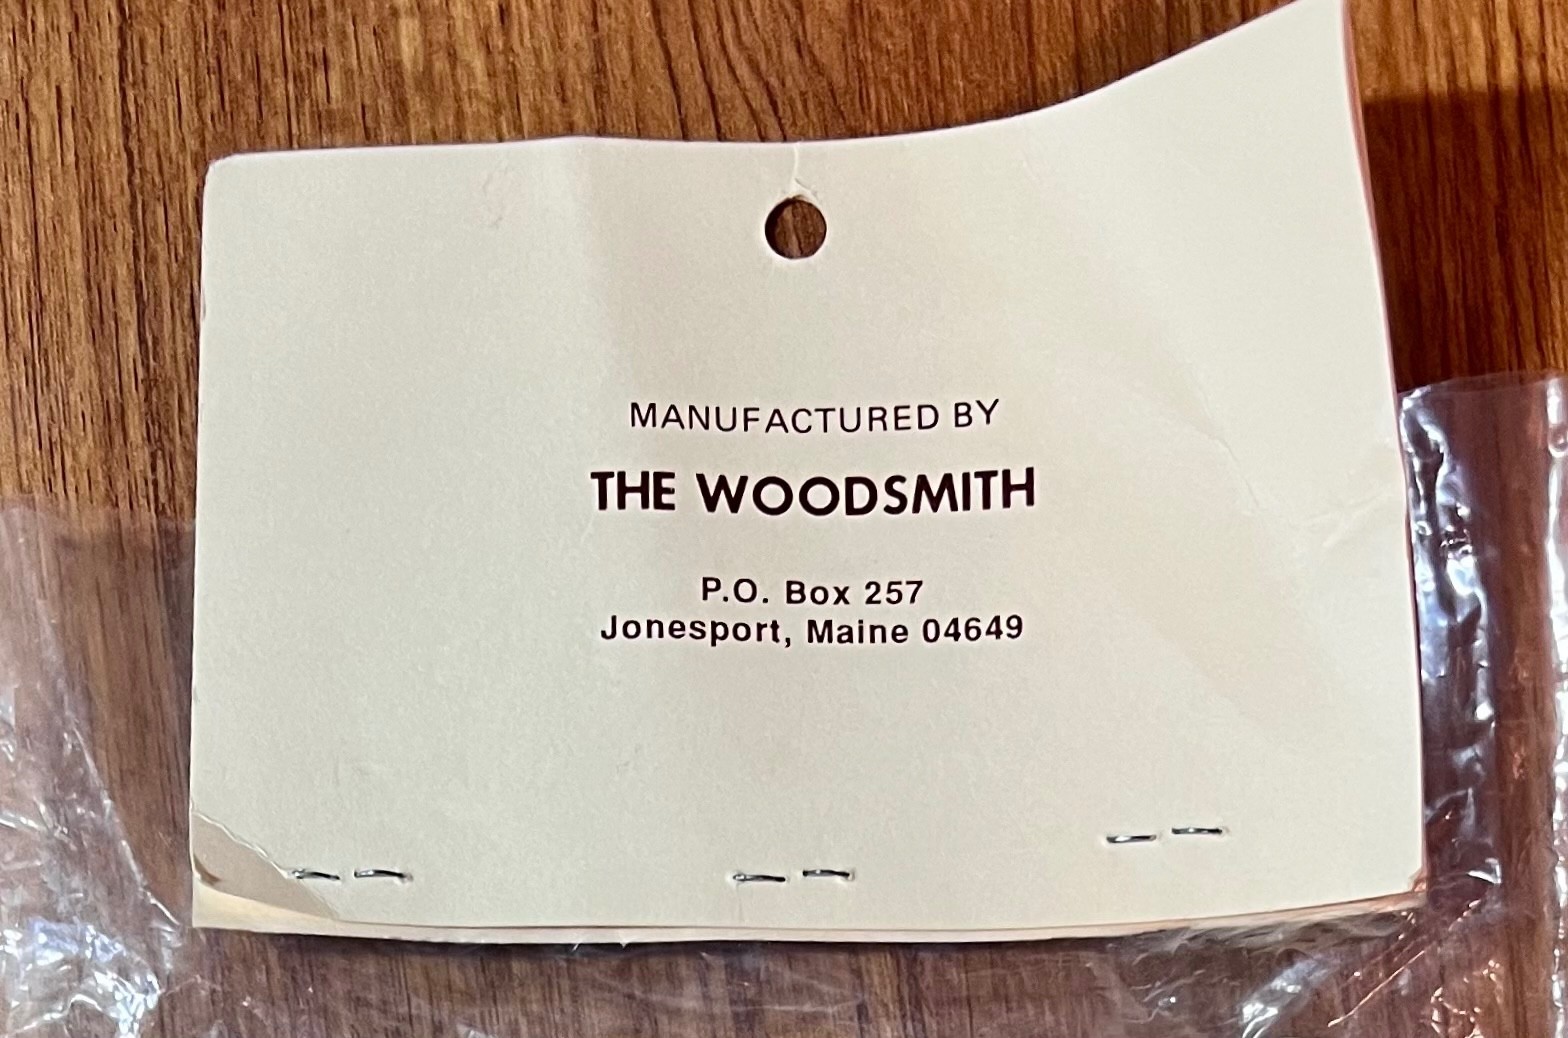 MANUFACTURED BY
THE WOODSMITH
P.O. Box 257
Jonesport, Maine 04649